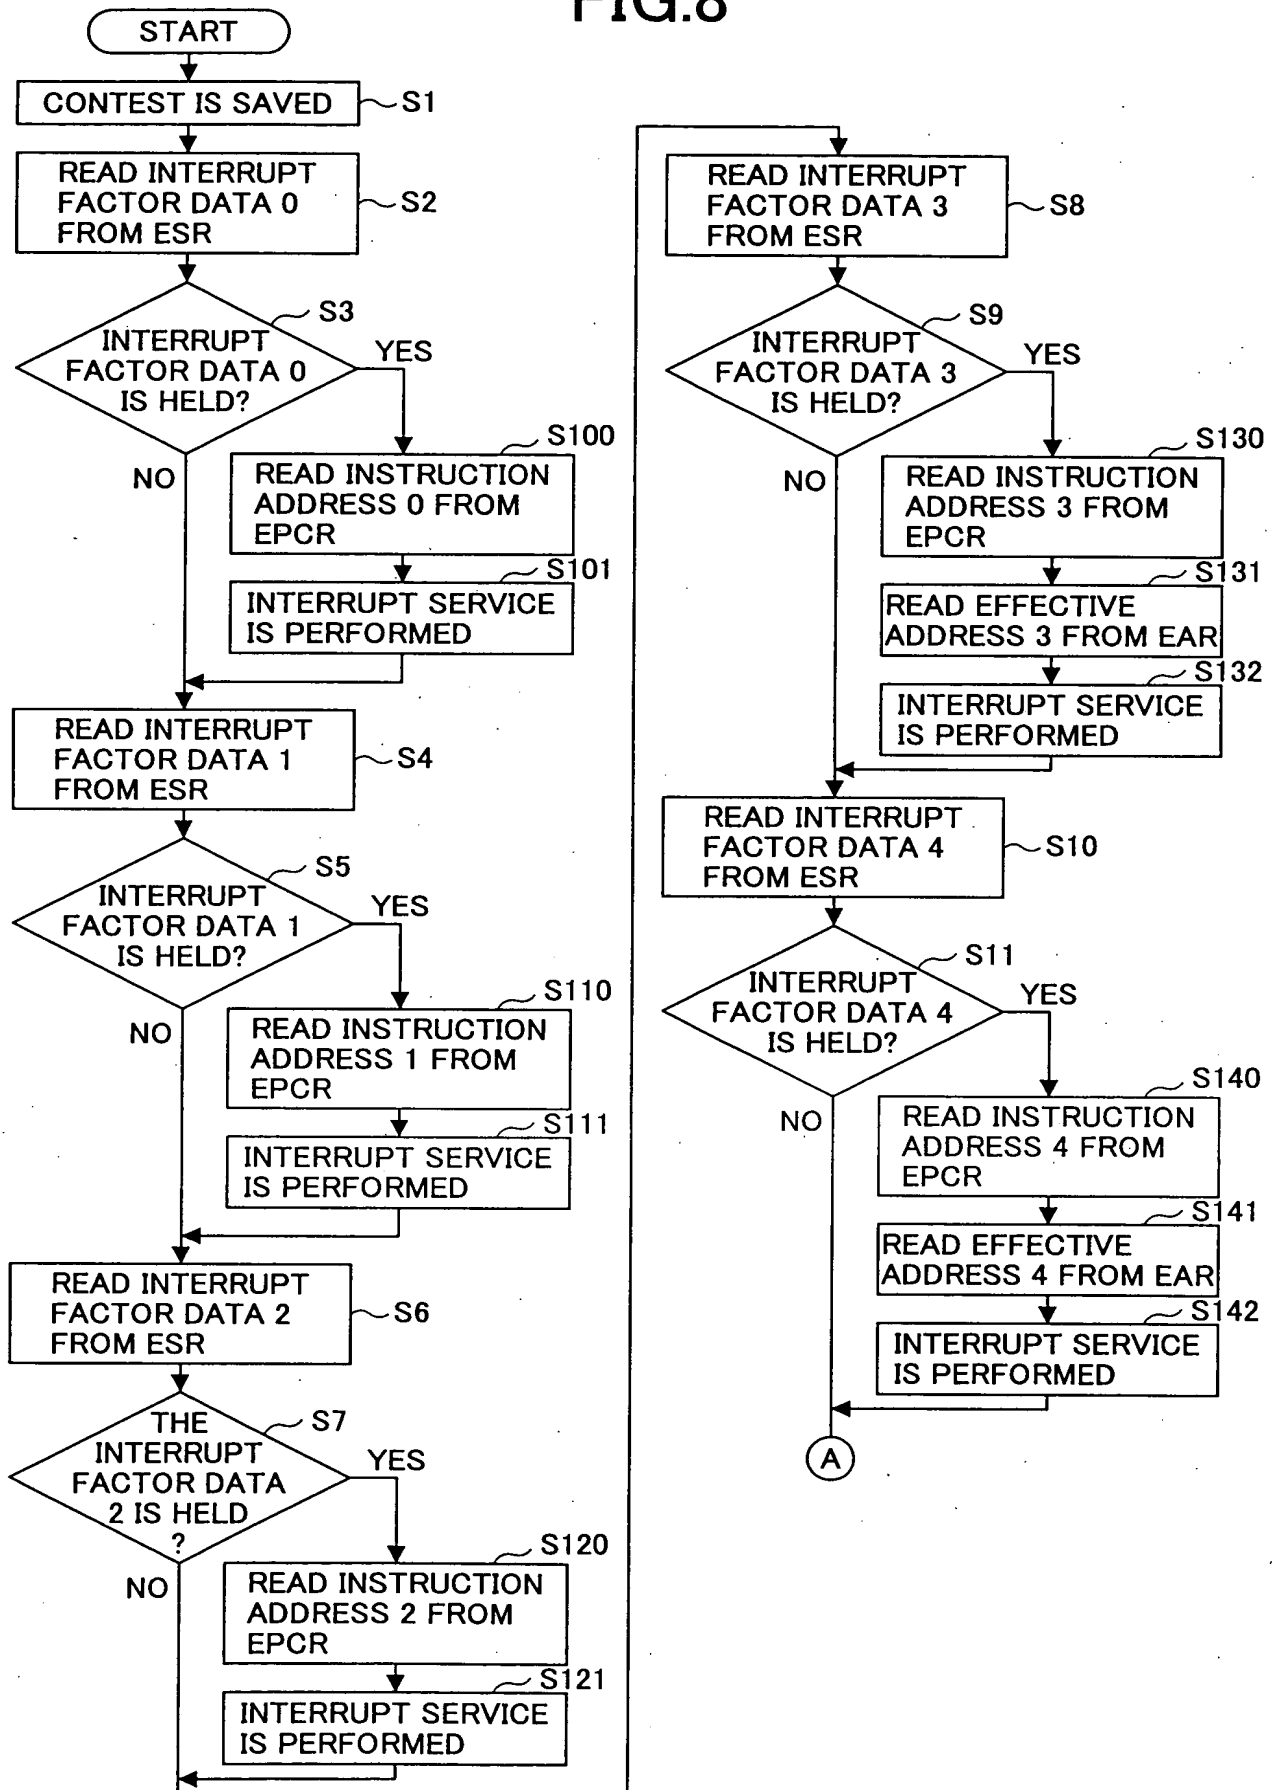 FIG.8
START
CONTEST IS SAVED
S1
READ INTERRUPT
FACTOR DATA 0
FROM ESR
S2
S3
INTERRUPT
FACTOR DATA 0
IS HELD?
YES
NO
S100
READ INSTRUCTION
ADDRESS 0 FROM
EPCR
S101
INTERRUPT SERVICE
IS PERFORMED
READ INTERRUPT
FACTOR DATA 1
FROM ESR
S4
S5
INTERRUPT
FACTOR DATA 1
IS HELD?
YES
NO
S110
READ INSTRUCTION
ADDRESS 1 FROM
EPCR
S111
INTERRUPT SERVICE
IS PERFORMED
READ INTERRUPT
FACTOR DATA 2
FROM ESR
S6
S7
THE
INTERRUPT
FACTOR DATA
2 IS HELD
?
YES
NO
S120
READ INSTRUCTION
ADDRESS 2 FROM
EPCR
S121
INTERRUPT SERVICE
IS PERFORMED
READ INTERRUPT
FACTOR DATA 3
FROM ESR
S8
S9
INTERRUPT
FACTOR DATA 3
IS HELD?
YES
NO
S130
READ INSTRUCTION
ADDRESS 3 FROM
EPCR
S131
READ EFFECTIVE
ADDRESS 3 FROM EAR
S132
INTERRUPT SERVICE
IS PERFORMED
READ INTERRUPT
FACTOR DATA 4
FROM ESR
S10
S11
INTERRUPT
FACTOR DATA 4
IS HELD?
YES
NO
S140
READ INSTRUCTION
ADDRESS 4 FROM
EPCR
S141
READ EFFECTIVE
ADDRESS 4 FROM EAR
S142
INTERRUPT SERVICE
IS PERFORMED
A